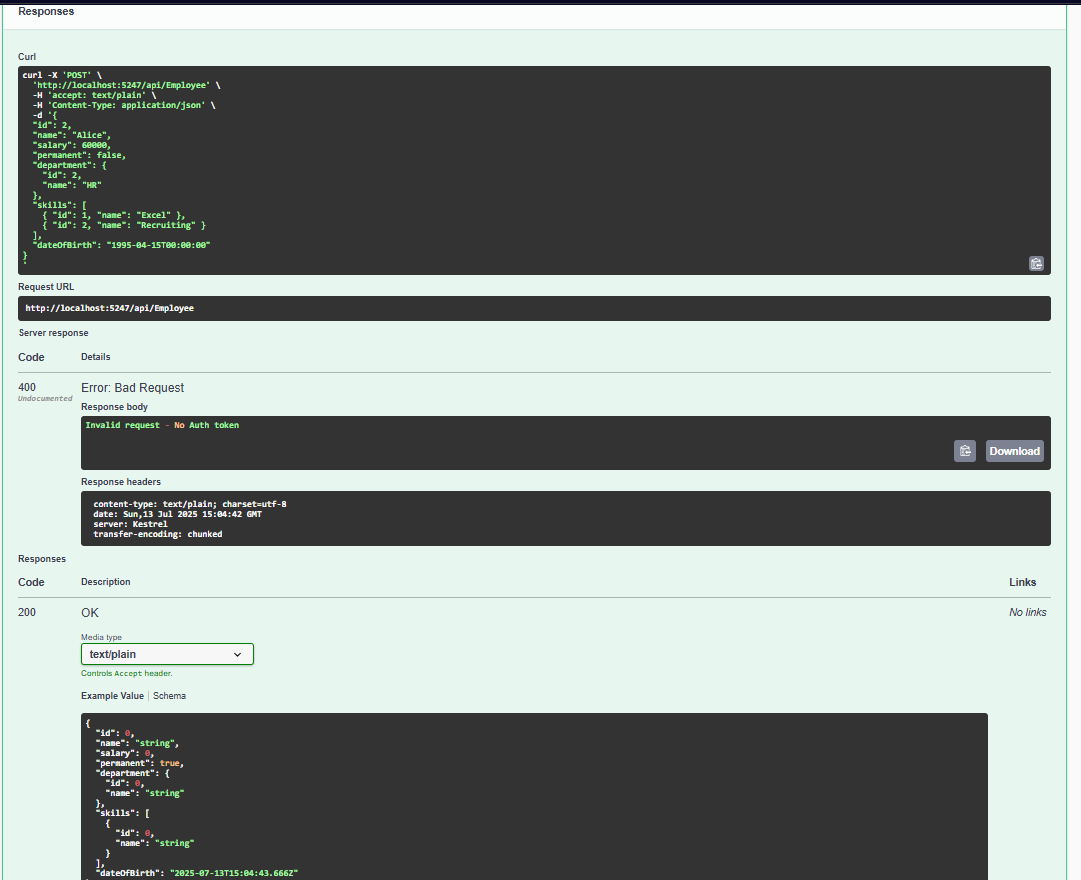 Responses
Curl
curl -X 'POST' \
'http://localhost:5247/api/Employee' \
-H 'accept: text/plain' \
-H 'Content-Type: application/json' \
-d '{
"id": 2,
"name": "Alice",
"salary": 60000,
"permanent": false,
"department": {
"id": 2,
"name": "HR"
},
"skills": [
{ "id": 1, "name": "Excel" },
{ "id": 2, "name": "Recruiting" }
],
"dateOfBirth": "1995-04-15T00:00:00"
}
'
Request URL
http://localhost:5247/api/Employee
Server response
Code Details
400 Error: Bad Request
Undocumented
Response body
Invalid request - No Auth token
Download
Response headers
content-type: text/plain; charset=utf-8
date: Sun,13 Jul 2025 15:04:42 GMT
server: Kestrel
transfer-encoding: chunked
Responses
Code Description Links
200 OK No links
Media type
text/plain
Controls Accept header.
Example Value | Schema
{
"id": 0,
"name": "string",
"salary": 0,
"permanent": true,
"department": {
"id": 0,
"name": "string"
},
"skills": [
{
"id": 0,
"name": "string"
}
],
"dateOfBirth": "2025-07-13T15:04:43.666Z"